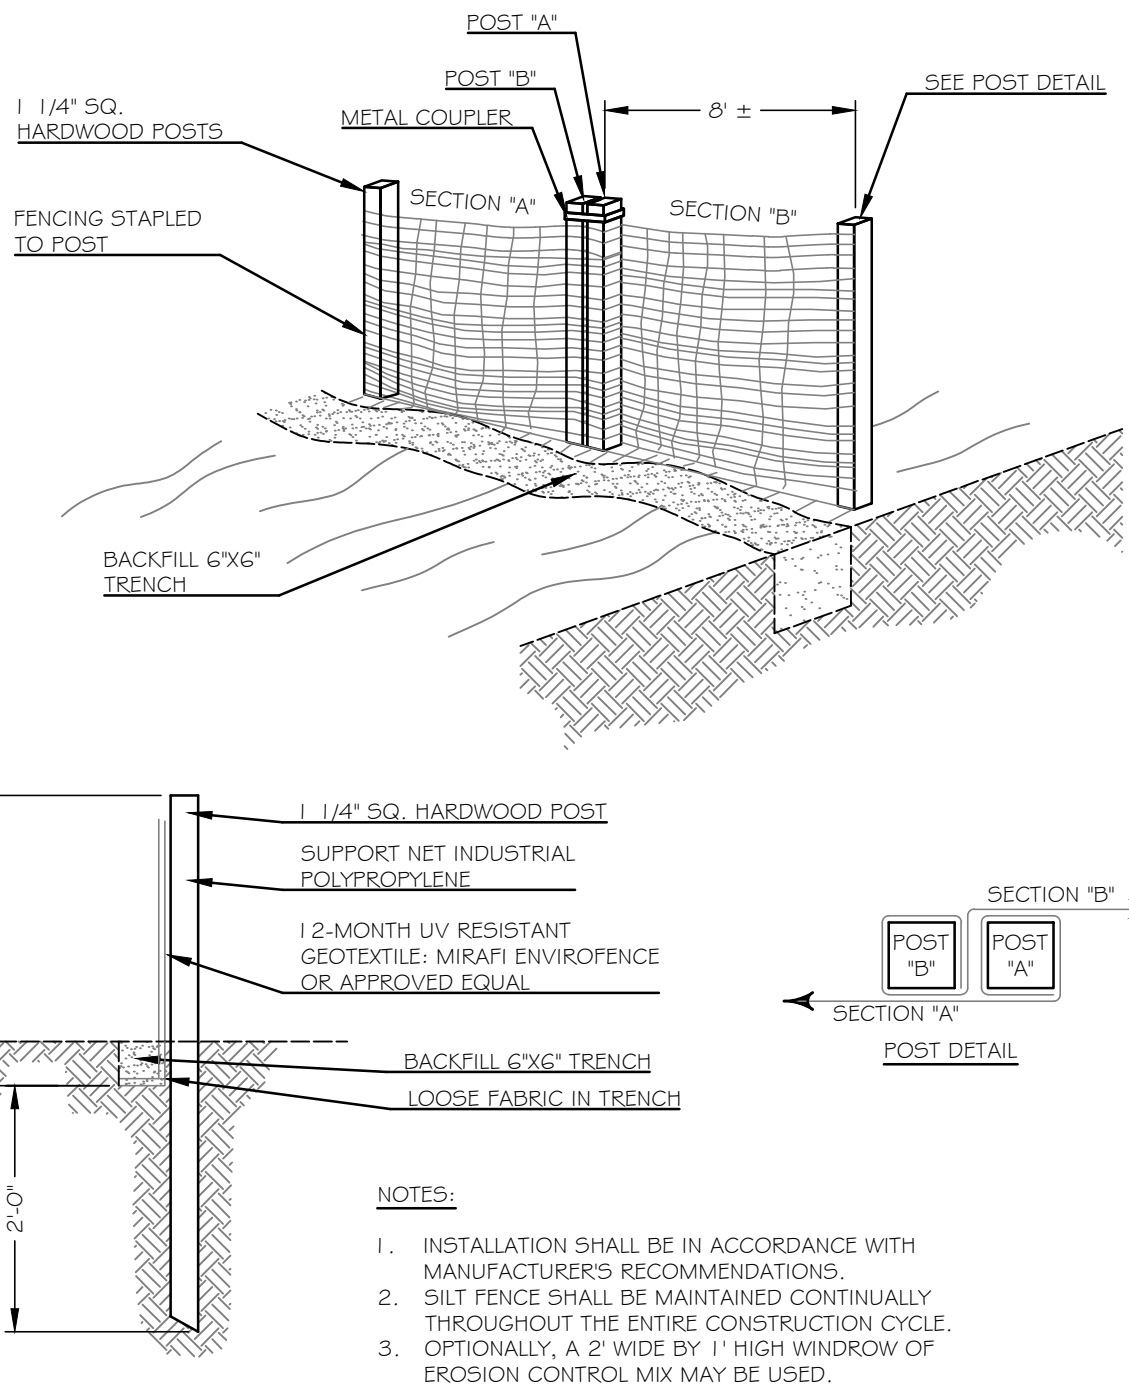 POST "A"
POST "B"
SEE POST DETAIL
1 1/4" SQ.
HARDWOOD POSTS
METAL COUPLER
8' ±
SECTION "A"
SECTION "B"
FENCING STAPLED
TO POST
BACKFILL 6"X6"
TRENCH
1 1/4" SQ. HARDWOOD POST
SUPPORT NET INDUSTRIAL
POLYPROPYLENE
12-MONTH UV RESISTANT
GEOTEXTILE: MIRAFI ENVIROFENCE
OR APPROVED EQUAL
BACKFILL 6"X6" TRENCH
LOOSE FABRIC IN TRENCH
2'-0"
SECTION "B"
POST
"B"
POST
"A"
SECTION "A"
POST DETAIL
NOTES:
1. INSTALLATION SHALL BE IN ACCORDANCE WITH
MANUFACTURER'S RECOMMENDATIONS.
2. SILT FENCE SHALL BE MAINTAINED CONTINUALLY
THROUGHOUT THE ENTIRE CONSTRUCTION CYCLE.
3. OPTIONALLY, A 2' WIDE BY 1' HIGH WINDROW OF
EROSION CONTROL MIX MAY BE USED.